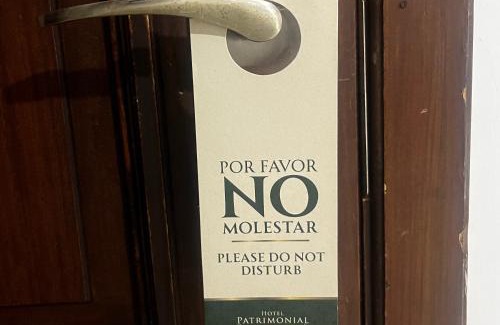 POR FAVOR
NO
MOLESTAR
PLEASE DO NOT
DISTURB
HOTEL
PATRIMONIAL